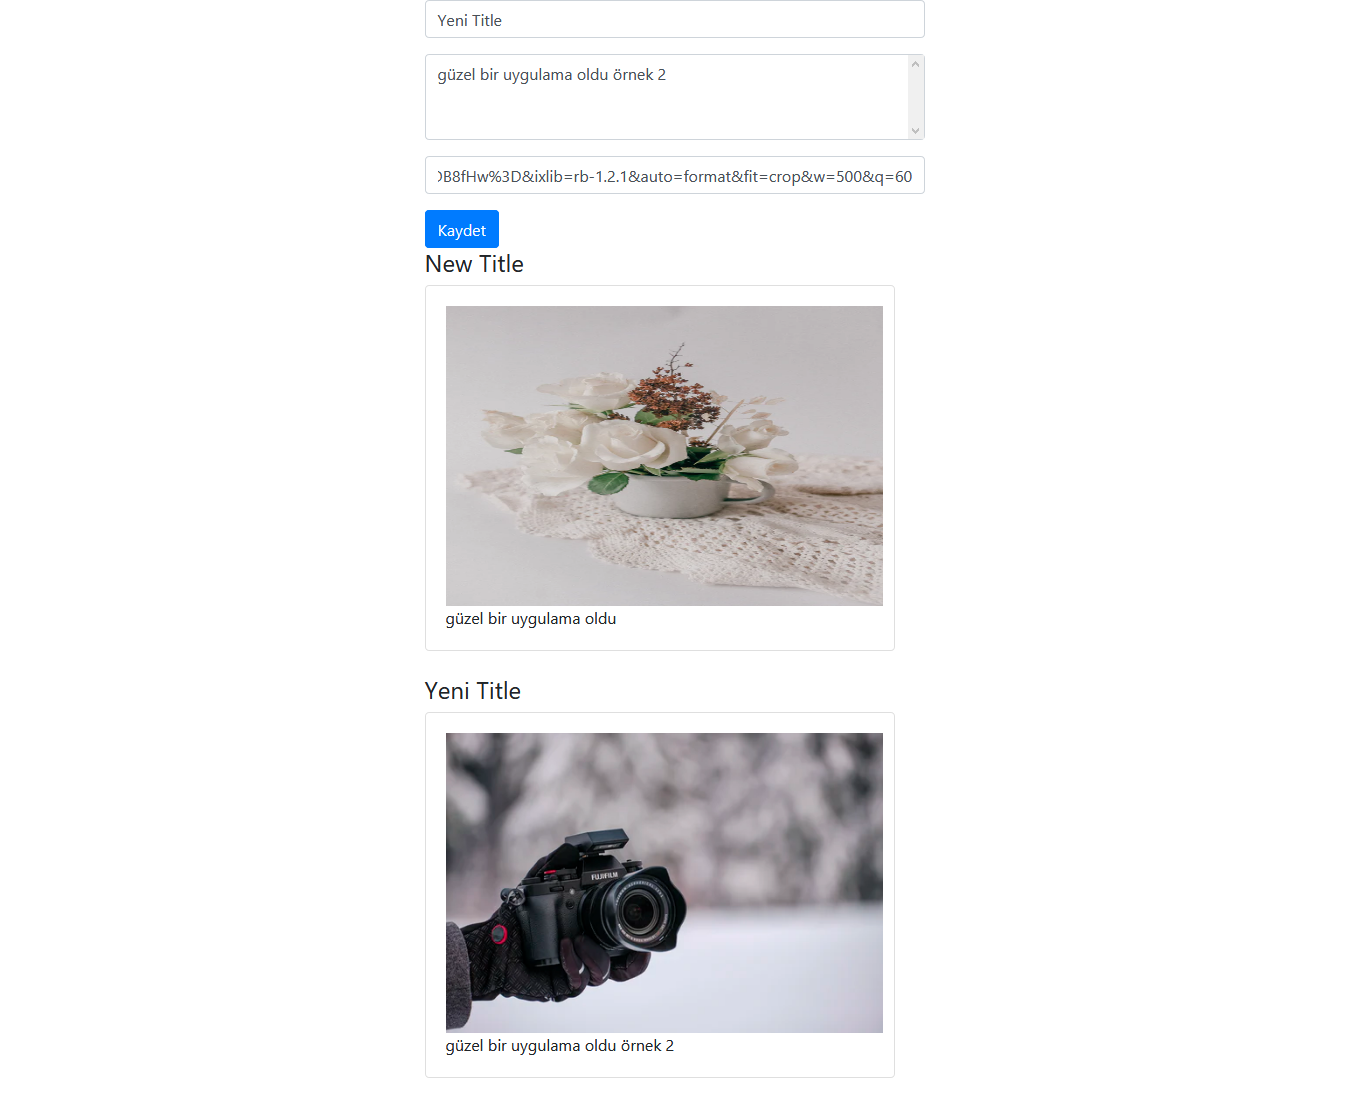 Yeni Title
güzel bir uygulama oldu örnek 2
B8fHw%3D&ixlib=rb-1.2.1&auto=format&fit=crop&w=500&q=60
Kaydet
New Title
güzel bir uygulama oldu
Yeni Title
FUJIFILM
güzel bir uygulama oldu örnek 2